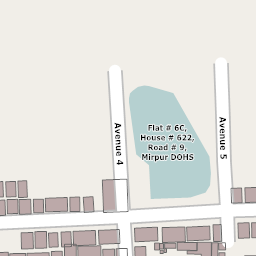 Flat # 6C,
House # 622,
Road # 9,
Mirpur DOHS
Avenue 4
Avenue 5